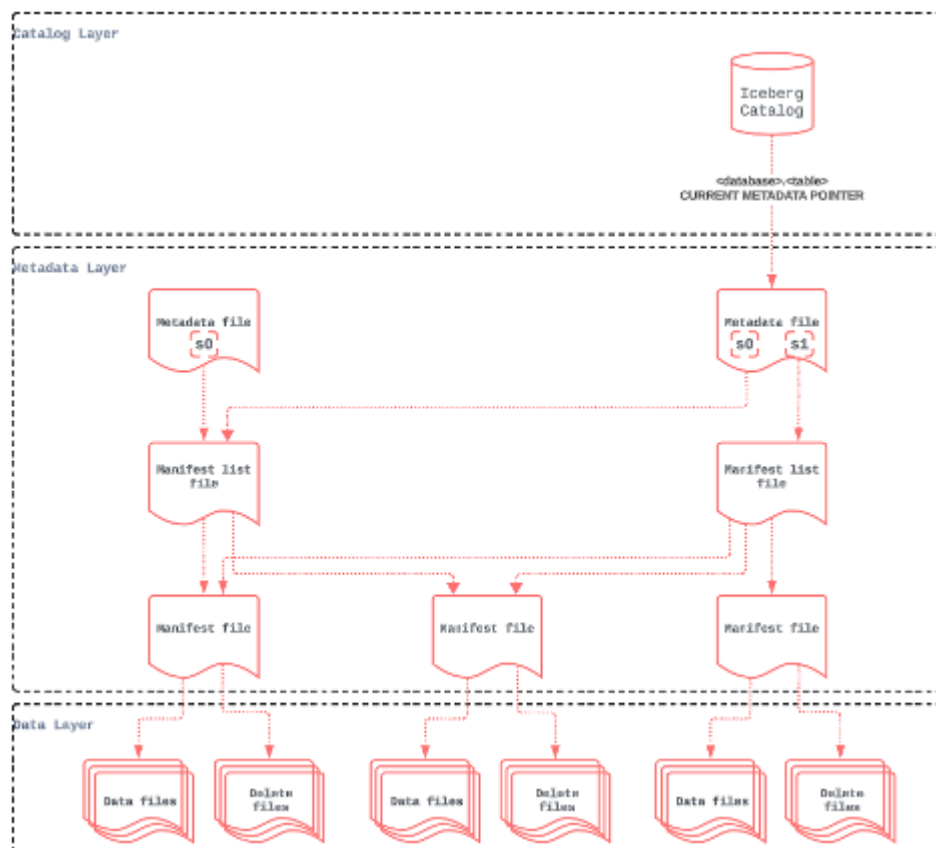 Catalog Layer
Iceberg
Catalog
<database>.<table>
CURRENT METADATA POINTER
Metadata Layer
Metadata file
s0
Metadata file
s0 s1
Manifest list
file
Manifest list
file
Manifest file
Manifest file
Manifest file
Data Layer
Data files
Delete
files
Data files
Delete
files
Data files
Delete
files